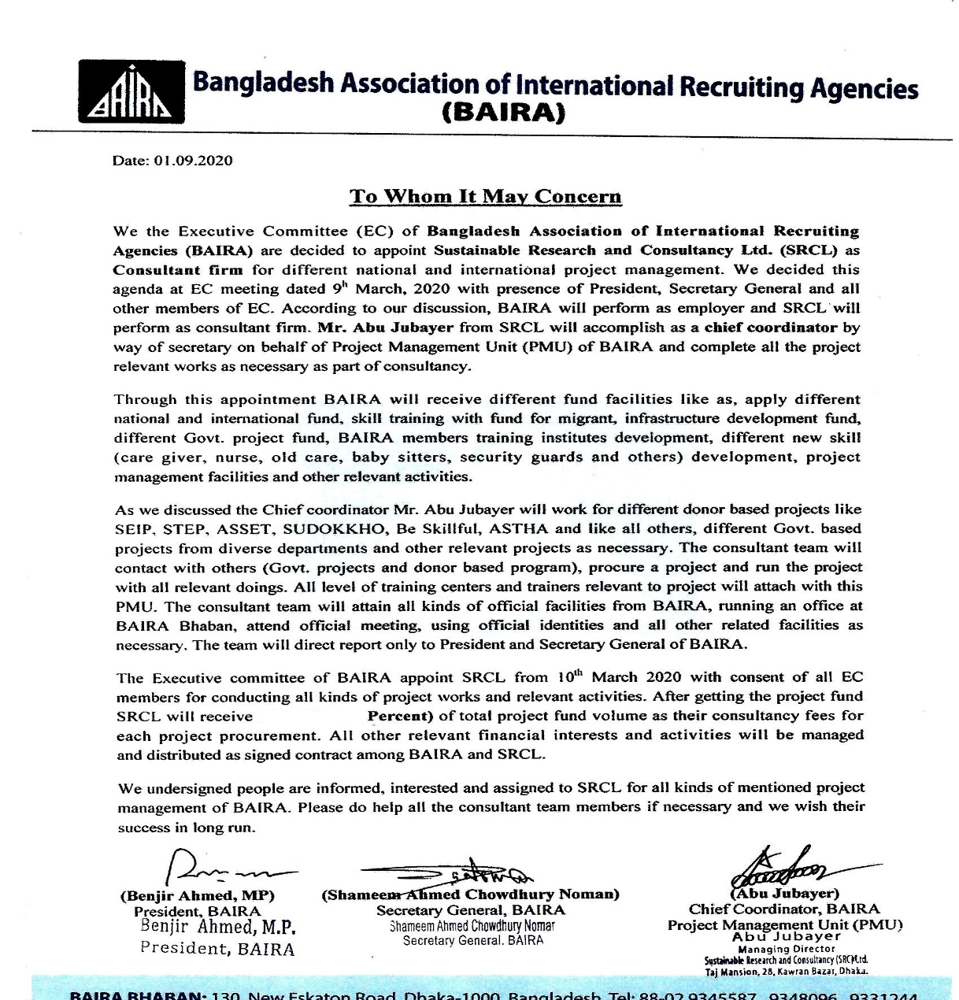 BAIRA
Bangladesh Association of International Recruiting Agencies
(BAIRA)
Date: 01.09.2020
To Whom It May Concern
We the Executive Committee (EC) of Bangladesh Association of International Recruiting
Agencies (BAIRA) are decided to appoint Sustainable Research and Consultancy Ltd. (SRCL) as
Consultant firm for different national and international project management. We decided this
agenda at EC meeting dated 9h March, 2020 with presence of President, Secretary General and all
other members of EC. According to our discussion, BAIRA will perform as employer and SRCL will
perform as consultant firm. Mr. Abu Jubayer from SRCL will accomplish as a chief coordinator by
way of secretary on behalf of Project Management Unit (PMU) of BAIRA and complete all the project
relevant works as necessary as part of consultancy.
Through this appointment BAIRA will receive different fund facilities like as, apply different
national and international fund, skill training with fund for migrant, infrastructure development fund,
different Govt. project fund, BAIRA members training institutes development, different new skill
(care giver, nurse, old care, baby sitters, security guards and others) development, project
management facilities and other relevant activities.
As we discussed the Chief coordinator Mr. Abu Jubayer will work for different donor based projects like
SEIP, STEP, ASSET, SUDOKKHO, Be Skillful, ASTHA and like all others, different Govt. based
projects from diverse departments and other relevant projects as necessary. The consultant team will
contact with others (Govt. projects and donor based program), procure a project and run the project
with all relevant doings. All level of training centers and trainers relevant to project will attach with this
PMU. The consultant team will attain all kinds of official facilities from BAIRA, running an office at
BAIRA Bhaban, attend official meeting, using official identities and all other related facilities as
necessary. The team will direct report only to President and Secretary General of BAIRA.
The Executive committee of BAIRA appoint SRCL from 10th March 2020 with consent of all EC
members for conducting all kinds of project works and relevant activities. After getting the project fund
SRCL will receive Percent) of total project fund volume as their consultancy fees for
each project procurement. All other relevant financial interests and activities will be managed
and distributed as signed contract among BAIRA and SRCL.
We undersigned people are informed, interested and assigned to SRCL for all kinds of mentioned project
management of BAIRA. Please do help all the consultant team members if necessary and we wish their
success in long run.
(Benjir Ahmed, MP)
President, BAIRA
Benjir Ahmed, M.P.
President, BAIRA
(Shameem Ahmed Chowdhury Noman)
Secretary General, BAIRA
Shameem Ahmed Chowdhury Nomar
Secretary General. BAIRA
(Abu Jubayer)
Chief Coordinator, BAIRA
Project Management Unit (PMU)
Abu Jubayer
Managing Director
Sustainable Research and Consultancy (SRC)Ltd.
Taj Mansion, 28, Kawran Bazar, Dhaka.
BAIRA BHABAN: 130, New Eskaton Road, Dhaka-1000, Bangladesh, Tel: 88-02 9345587, 9348096, 9331244